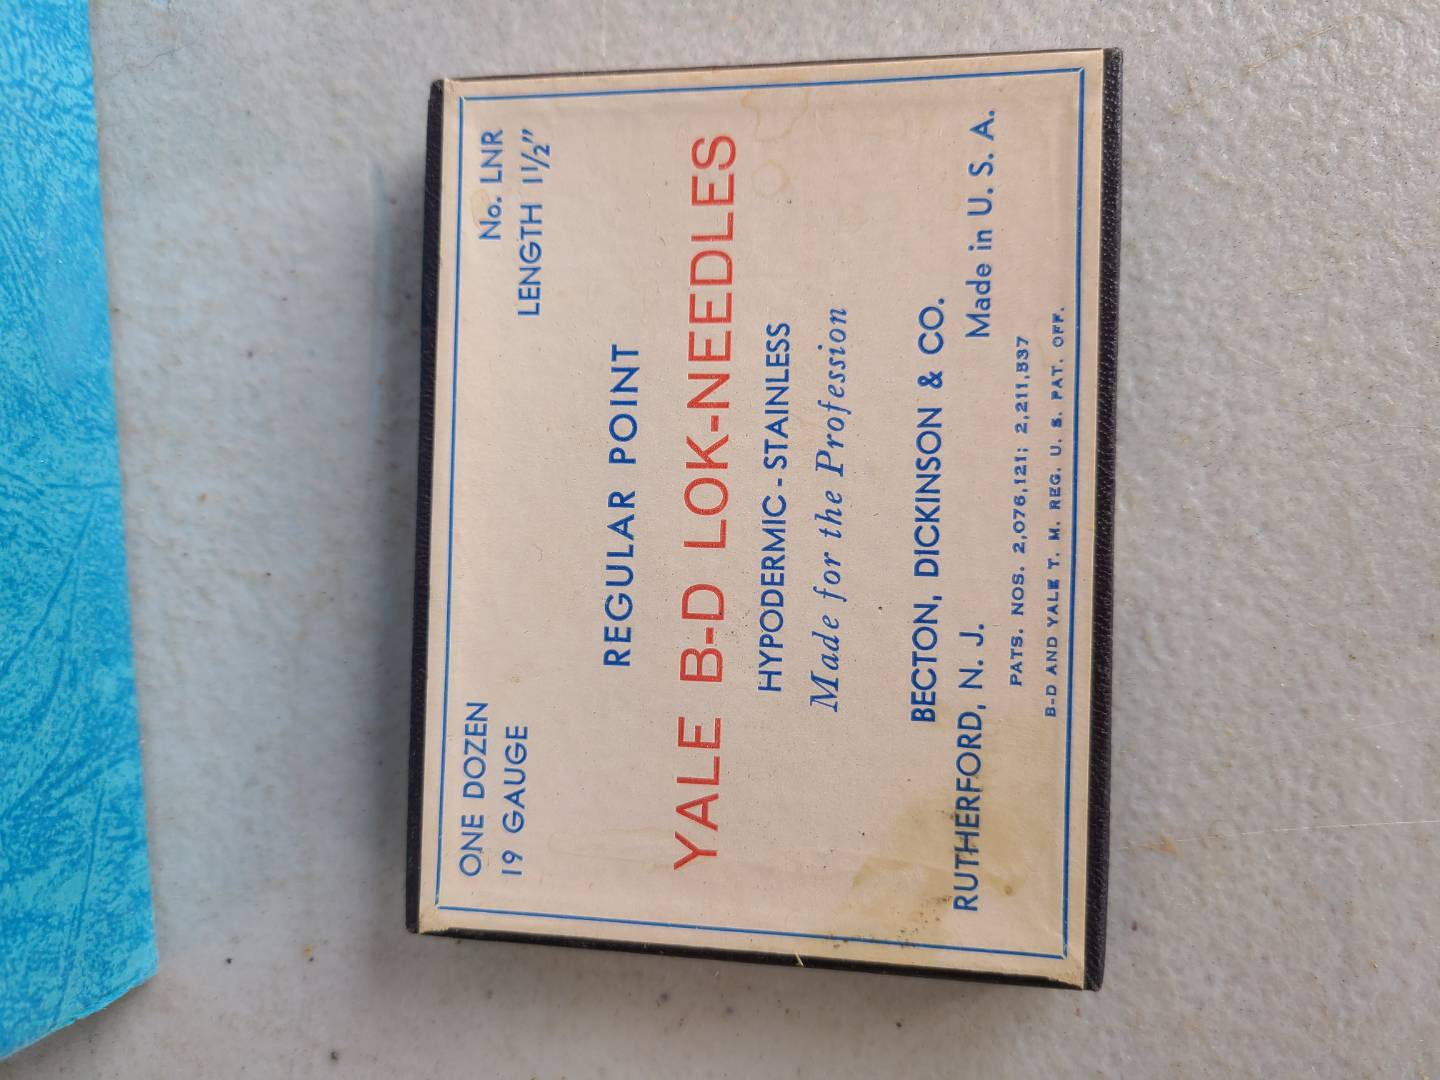 ONE DOZEN
19 GAUGE
No. LNR
LENGTH 1½"
REGULAR POINT
YALE B-D LOK-NEEDLES
HYPODERMIC - STAINLESS
Made for the Profession
BECTON, DICKINSON & CO.
RUTHERFORD, N. J.
Made in U. S. A.
PATS. NOS. 2,076,121; 2,211,837
B-D AND YALE T. M. REG. U. S. PAT. OFF.